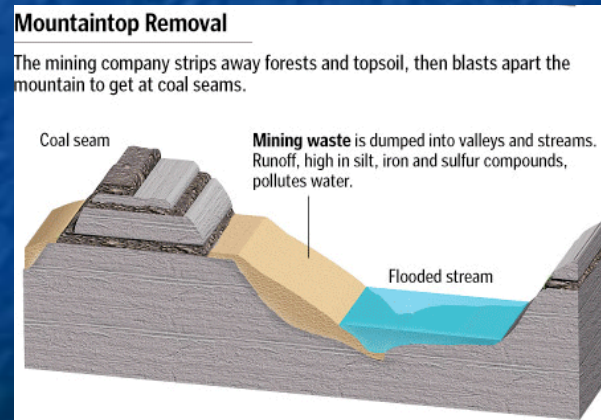 Mountaintop Removal
The mining company strips away forests and topsoil, then blasts apart the
mountain to get at coal seams.
Coal seam
Mining waste is dumped into valleys and streams.
Runoff, high in silt, iron and sulfur compounds,
pollutes water.
Flooded stream